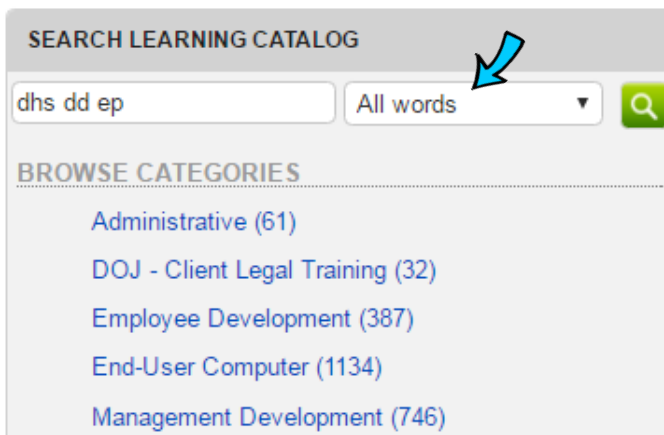 SEARCH LEARNING CATALOG
dhs dd ep All words
BROWSE CATEGORIES
Administrative (61)
DOJ - Client Legal Training (32)
Employee Development (387)
End-User Computer (1134)
Management Development (746)